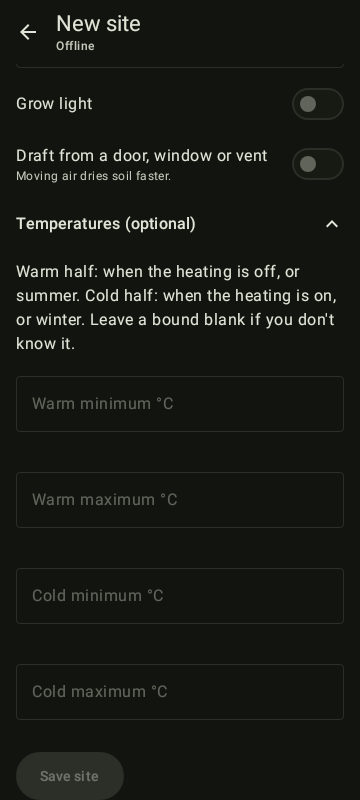 New site
Offline
Grow light
Draft from a door, window or vent
Moving air dries soil faster.
Temperatures (optional)
Warm half: when the heating is off, or
summer. Cold half: when the heating is on,
or winter. Leave a bound blank if you don't
know it.
Warm minimum °C
Warm maximum °C
Cold minimum °C
Cold maximum °C
Save site